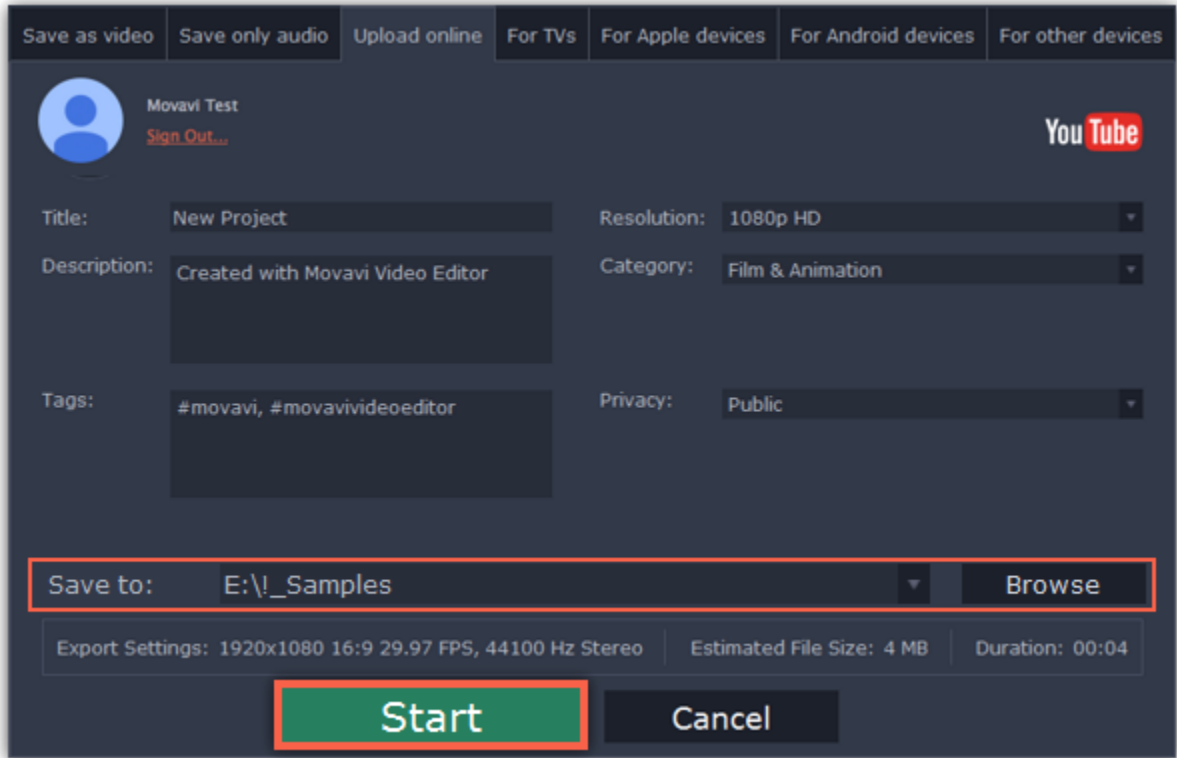 Save as video Save only audio Upload online For TVs For Apple devices For Android devices For other devices
Movavi Test
Sign Out...
You Tube
Title: New Project Resolution: 1080p HD
Description: Created with Movavi Video Editor Category: Film & Animation
Tags: #movavi, #movavivideoeditor Privacy: Public
Save to: E:\!_Samples Browse
Export Settings: 1920x1080 16:9 29.97 FPS, 44100 Hz Stereo Estimated File Size: 4 MB Duration: 00:04
Start Cancel